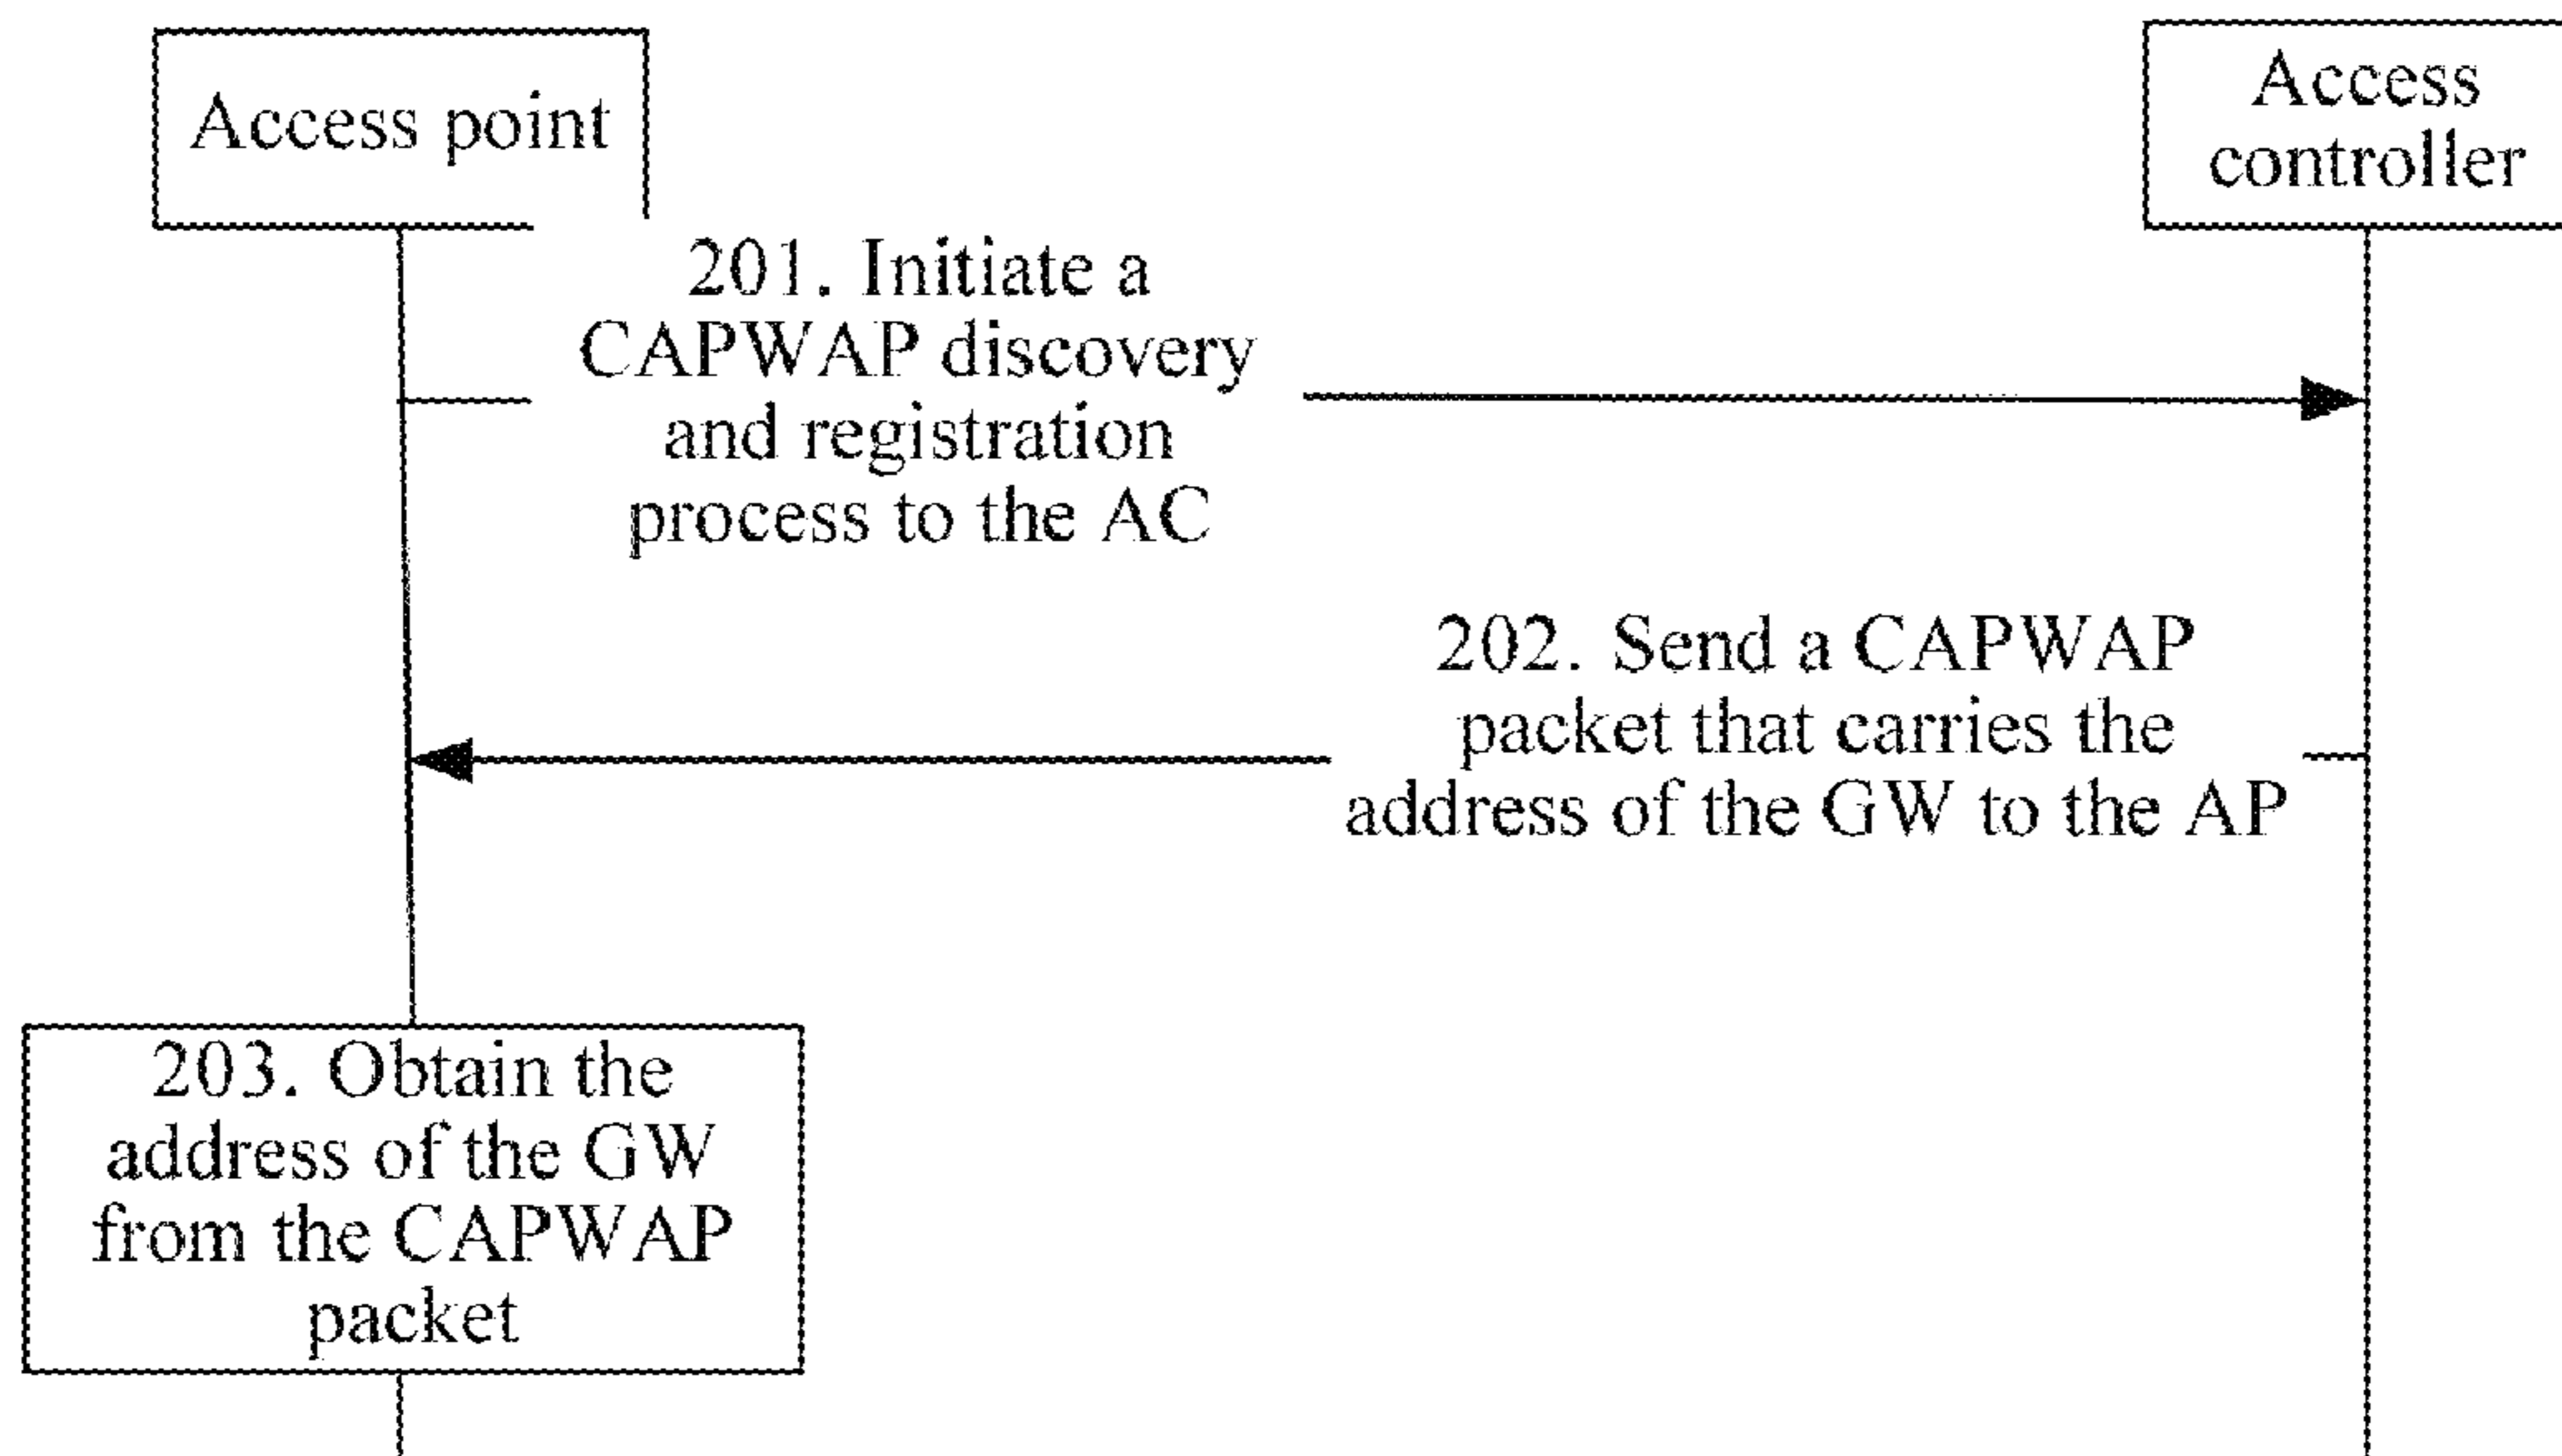 Access point
Access
controller
201. Initiate a
CAPWAP discovery
and registration
process to the AC
202. Send a CAPWAP
packet that carries the
address of the GW to the AP
203. Obtain the
address of the GW
from the CAPWAP
packet